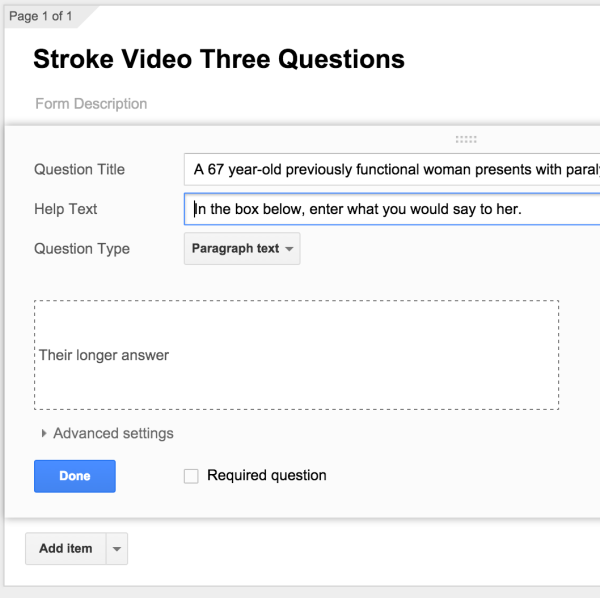 Page 1 of 1
Stroke Video Three Questions
Form Description
Question Title A 67 year-old previously functional woman presents with
Help Text In the box below, enter what you would say to her.
Question Type Paragraph text
Their longer answer
Advanced settings
Done Required question
Add item